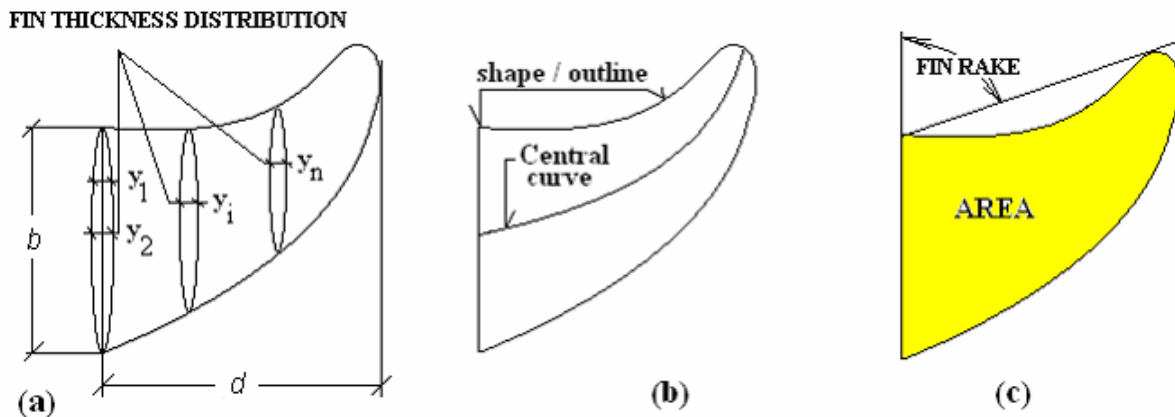 FIN THICKNESS DISTRIBUTION
y1
y2
yi
yn
b
d
(a)
shape / outline
Central
curve
(b)
FIN RAKE
AREA
(c)